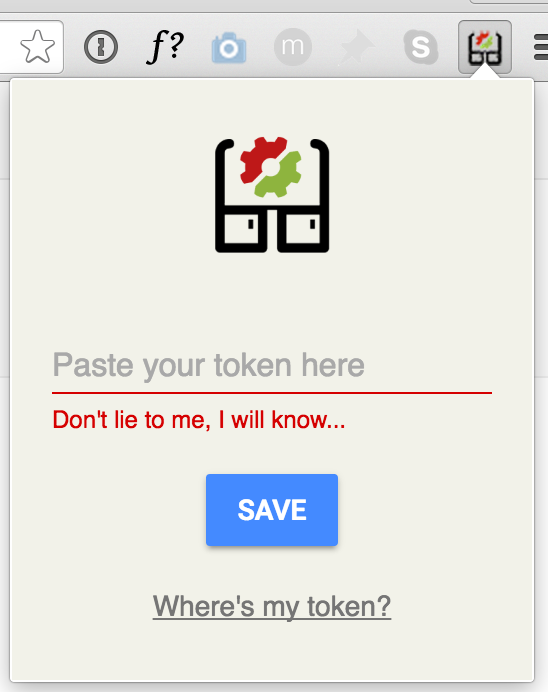 f?
m
S
Paste your token here
Don't lie to me, I will know...
SAVE
Where's my token?